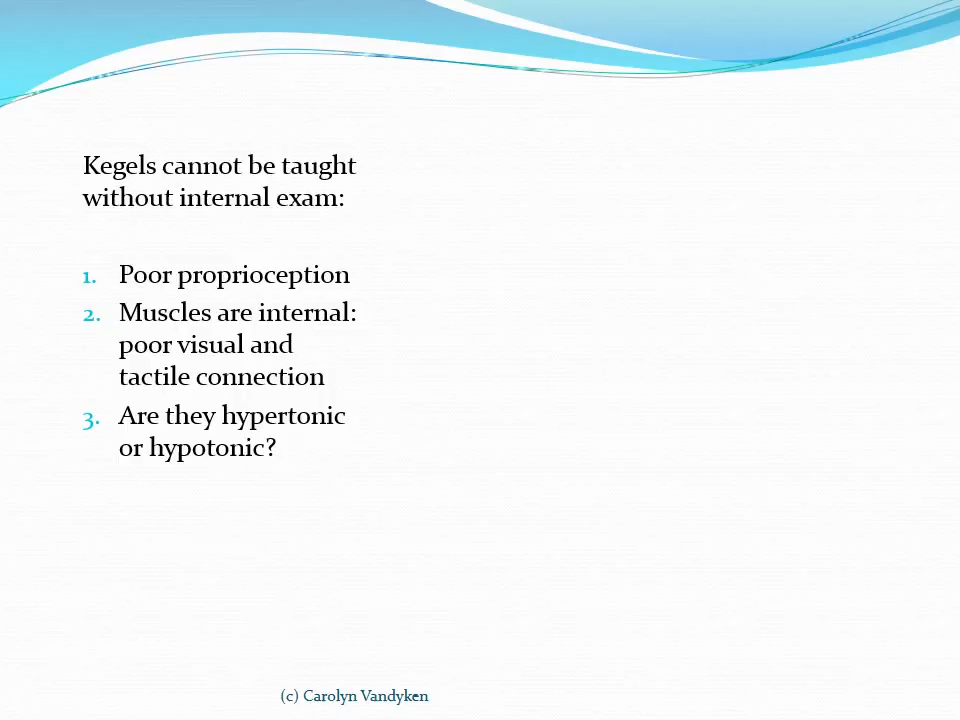 Kegels cannot be taught
without internal exam:
1. Poor proprioception
2. Muscles are internal:
poor visual and
tactile connection
3. Are they hypertonic
or hypotonic?
(c) Carolyn Vandyken